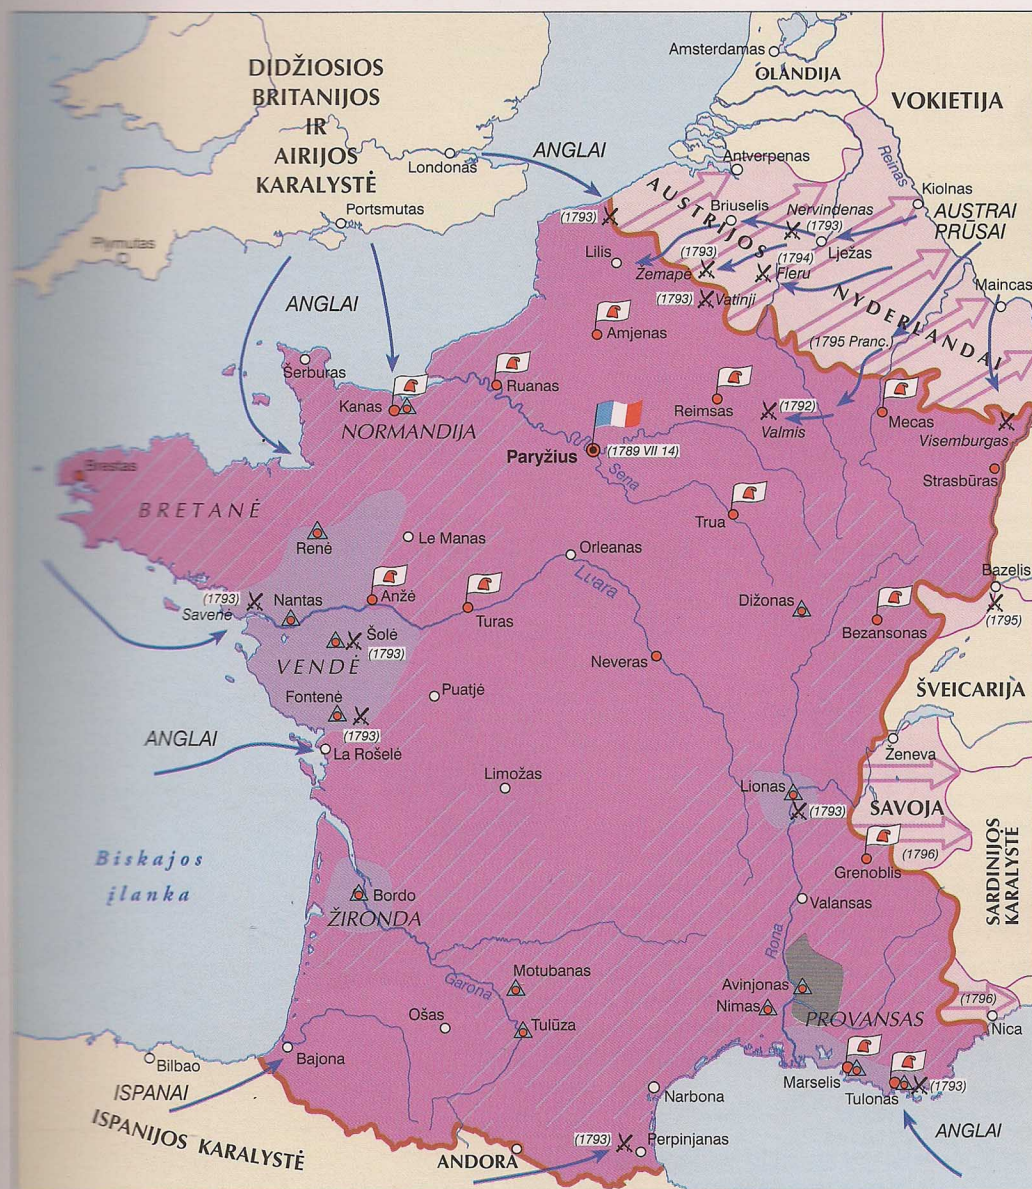 Amsterdamas
OLANDIJA
VOKIETIJA
DIDŽIOSIOS
BRITANIJOS
IR
AIRIJOS
KARALYSTĖ
Londonas
ANGLAI
Antverpenas
Reinas
Kiolnas
AUSTRAI
PRŪSAI
Portsmutas
Plymutas
(1793)
AUSTRIJOS
NYDERLANDAI
Briuselis
Nervindenas
(1793)
Lježas
Lilis
(1793)
Žemapė
(1794)
Fleru
(1793)
Vatinji
Maincas
ANGLAI
(1795 Pranc.)
Amjenas
Šerburas
Ruanas
Kanas
NORMANDIJA
Reimsas
(1792)
Valmis
Mecas
Visemburgas
Paryžius
(1789 VII 14)
Sena
Strasbūras
Brestas
BRETANĖ
Trua
Renė
Le Manas
Orleanas
Luara
Bazelis
(1795)
(1793)
Savenė
Nantas
Anžė
Turas
Dižonas
Bezansonas
Šolė
(1793)
VENDĖ
Neveras
Puatjė
Fontenė
(1793)
ŠVEICARIJA
ANGLAI
La Rošelė
Ženeva
Limožas
Lionas
(1793)
SAVOJA
(1796)
SARDINIJOS
KARALYSTĖ
Grenoblis
Biskajos
įlanka
Bordo
ŽIRONDA
Valansas
Rona
Garona
Motubanas
Avinjonas
Nimas
PROVANSAS
(1796)
Nica
Ošas
Tulūza
Bajona
Bilbao
ISPANAI
ISPANIJOS KARALYSTĖ
Marselis
Tulonas
(1793)
Narbona
ANGLAI
(1793)
Perpinjanas
ANDORA